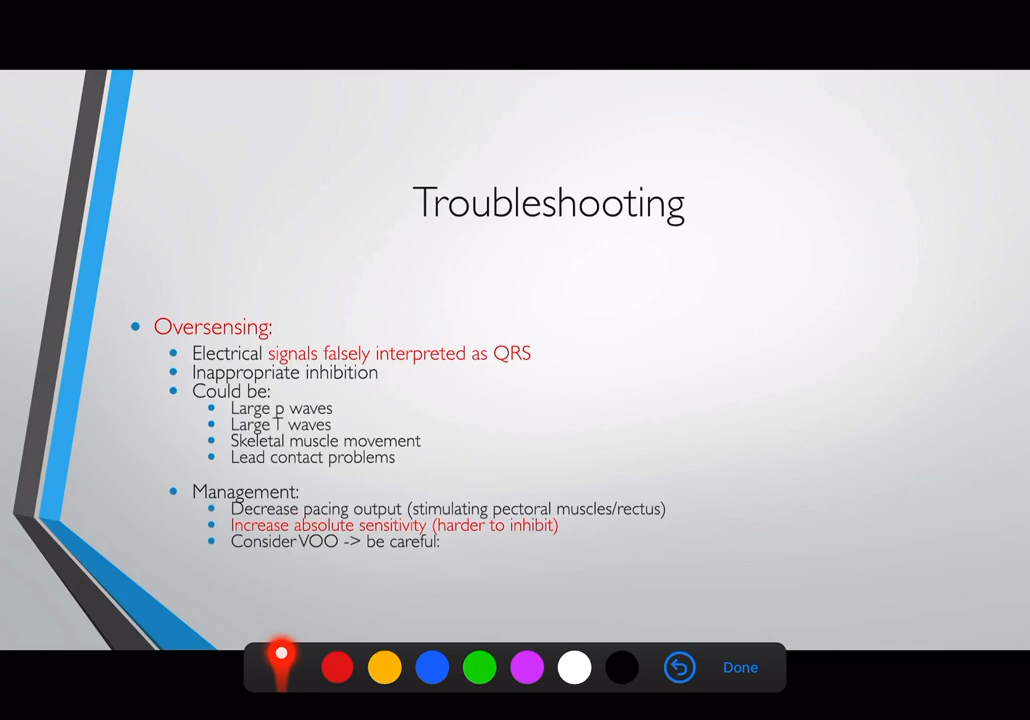 Troubleshooting
• Oversensing:
• Electrical signals falsely interpreted as QRS
• Inappropriate inhibition
• Could be:
• Large p waves
• Large T waves
• Skeletal muscle movement
• Lead contact problems
• Management:
• Decrease pacing output (stimulating pectoral muscles/rectus)
• Increase absolute sensitivity (harder to inhibit)
• Consider VOO -> be careful:
Done